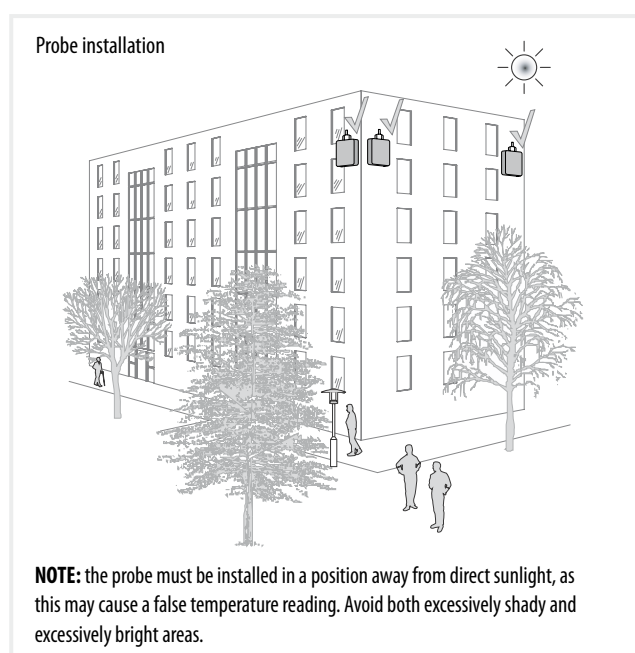 Probe installation
NOTE: the probe must be installed in a position away from direct sunlight, as
this may cause a false temperature reading. Avoid both excessively shady and
excessively bright areas.